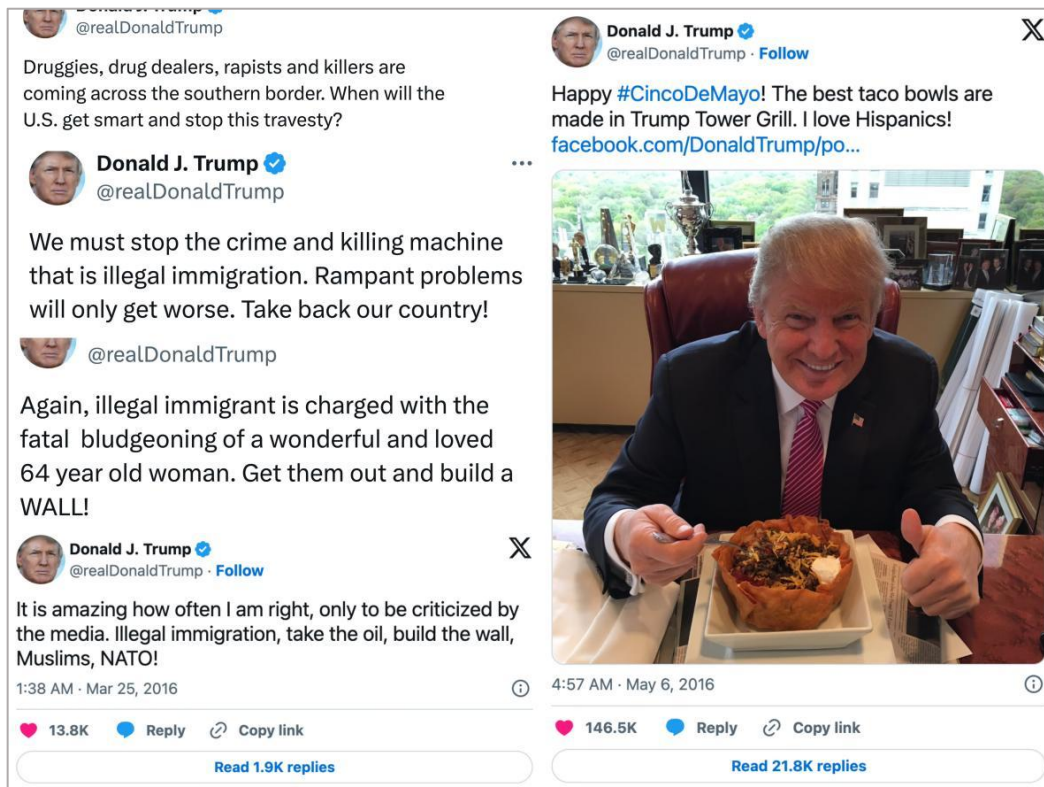 @realDonaldTrump
Druggies, drug dealers, rapists and killers are
coming across the southern border. When will the
U.S. get smart and stop this travesty?
Donald J. Trump
@realDonaldTrump
We must stop the crime and killing machine
that is illegal immigration. Rampant problems
will only get worse. Take back our country!
@realDonaldTrump
Again, illegal immigrant is charged with the
fatal bludgeoning of a wonderful and loved
64 year old woman. Get them out and build a
WALL!
Donald J. Trump
@realDonaldTrump · Follow
It is amazing how often I am right, only to be criticized by
the media. Illegal immigration, take the oil, build the wall,
Muslims, NATO!
1:38 AM · Mar 25, 2016
13.8K Reply Copy link
Read 1.9K replies
Donald J. Trump
@realDonaldTrump · Follow
Happy #CincoDeMayo! The best taco bowls are
made in Trump Tower Grill. I love Hispanics!
facebook.com/DonaldTrump/po...
4:57 AM · May 6, 2016
146.5K Reply Copy link
Read 21.8K replies